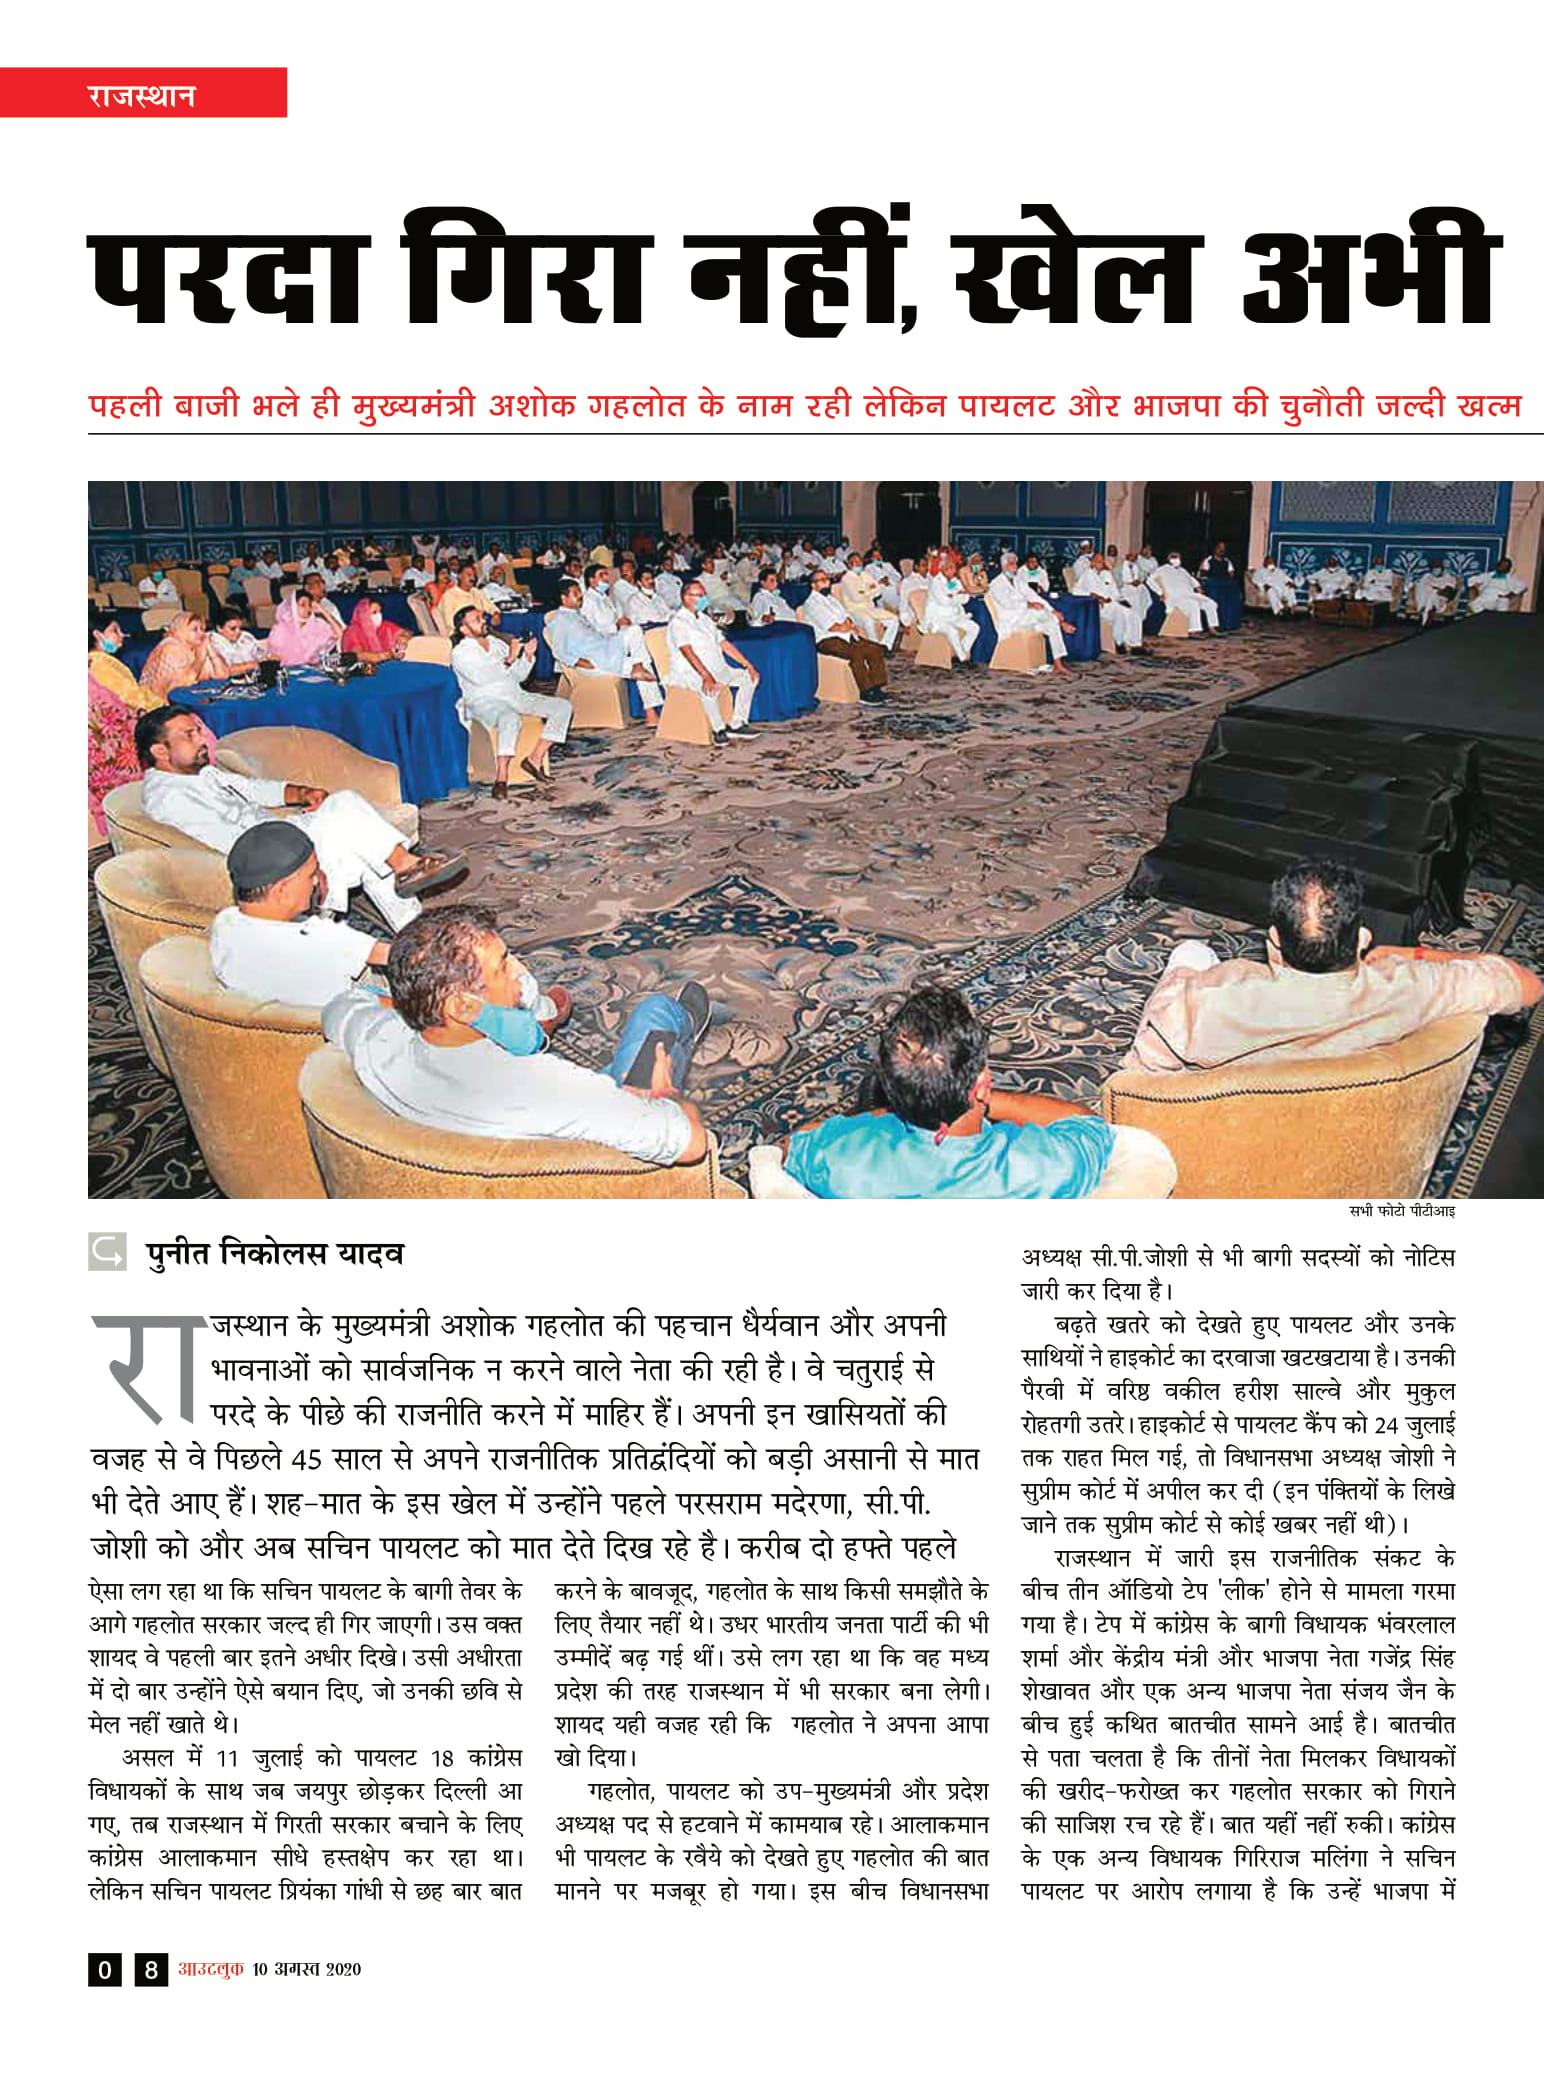 राजस्थान
परदा गिरा नहीं, खेल अभी
पहली बाजी भले ही मुख्यमंत्री अशोक गहलोत के नाम रही लेकिन पायलट और भाजपा की चुनौती जल्दी खत्म
सभी फोटो पीटीआइ
पुनीत निकोलस यादव
राजस्थान के मुख्यमंत्री अशोक गहलोत की पहचान धैर्यवान और अपनी
भावनाओं को सार्वजनिक न करने वाले नेता की रही है। वे चतुराई से
परदे के पीछे की राजनीति करने में माहिर हैं। अपनी इन खासियतों की
वजह से वे पिछले 45 साल से अपने राजनीतिक प्रतिद्वंदियों को बड़ी असानी से मात
भी देते आए हैं। शह-मात के इस खेल में उन्होंने पहले परसराम मदेरणा, सी.पी.
जोशी को और अब सचिन पायलट को मात देते दिख रहे है। करीब दो हफ्ते पहले
ऐसा लग रहा था कि सचिन पायलट के बागी तेवर के
आगे गहलोत सरकार जल्द ही गिर जाएगी। उस वक्त
शायद वे पहली बार इतने अधीर दिखे। उसी अधीरता
में दो बार उन्होंने ऐसे बयान दिए, जो उनकी छवि से
मेल नहीं खाते थे।
असल में 11 जुलाई को पायलट 18 कांग्रेस
विधायकों के साथ जब जयपुर छोड़कर दिल्ली आ
गए, तब राजस्थान में गिरती सरकार बचाने के लिए
कांग्रेस आलाकमान सीधे हस्तक्षेप कर रहा था।
लेकिन सचिन पायलट प्रियंका गांधी से छह बार बात
करने के बावजूद, गहलोत के साथ किसी समझौते के
लिए तैयार नहीं थे। उधर भारतीय जनता पार्टी की भी
उम्मीदें बढ़ गई थीं। उसे लग रहा था कि वह मध्य
प्रदेश की तरह राजस्थान में भी सरकार बना लेगी।
शायद यही वजह रही कि गहलोत ने अपना आपा
खो दिया।
गहलोत, पायलट को उप-मुख्यमंत्री और प्रदेश
अध्यक्ष पद से हटवाने में कामयाब रहे। आलाकमान
भी पायलट के रवैये को देखते हुए गहलोत की बात
मानने पर मजबूर हो गया। इस बीच विधानसभा
अध्यक्ष सी.पी.जोशी से भी बागी सदस्यों को नोटिस
जारी कर दिया है।
बढ़ते खतरे को देखते हुए पायलट और उनके
साथियों ने हाइकोर्ट का दरवाजा खटखटाया है। उनकी
पैरवी में वरिष्ठ वकील हरीश साल्वे और मुकुल
रोहतगी उतरे। हाइकोर्ट से पायलट कैंप को 24 जुलाई
तक राहत मिल गई, तो विधानसभा अध्यक्ष जोशी ने
सुप्रीम कोर्ट में अपील कर दी (इन पंक्तियों के लिखे
जाने तक सुप्रीम कोर्ट से कोई खबर नहीं थी)।
राजस्थान में जारी इस राजनीतिक संकट के
बीच तीन ऑडियो टेप 'लीक' होने से मामला गरमा
गया है। टेप में कांग्रेस के बागी विधायक भंवरलाल
शर्मा और केंद्रीय मंत्री और भाजपा नेता गजेंद्र सिंह
शेखावत और एक अन्य भाजपा नेता संजय जैन के
बीच हुई कथित बातचीत सामने आई है। बातचीत
से पता चलता है कि तीनों नेता मिलकर विधायकों
की खरीद-फरोख्त कर गहलोत सरकार को गिराने
की साजिश रच रहे हैं। बात यहीं नहीं रुकी। कांग्रेस
के एक अन्य विधायक गिरिराज मलिंगा ने सचिन
पायलट पर आरोप लगाया है कि उन्हें भाजपा में
0 8 आउटलुक 10 अगस्त 2020